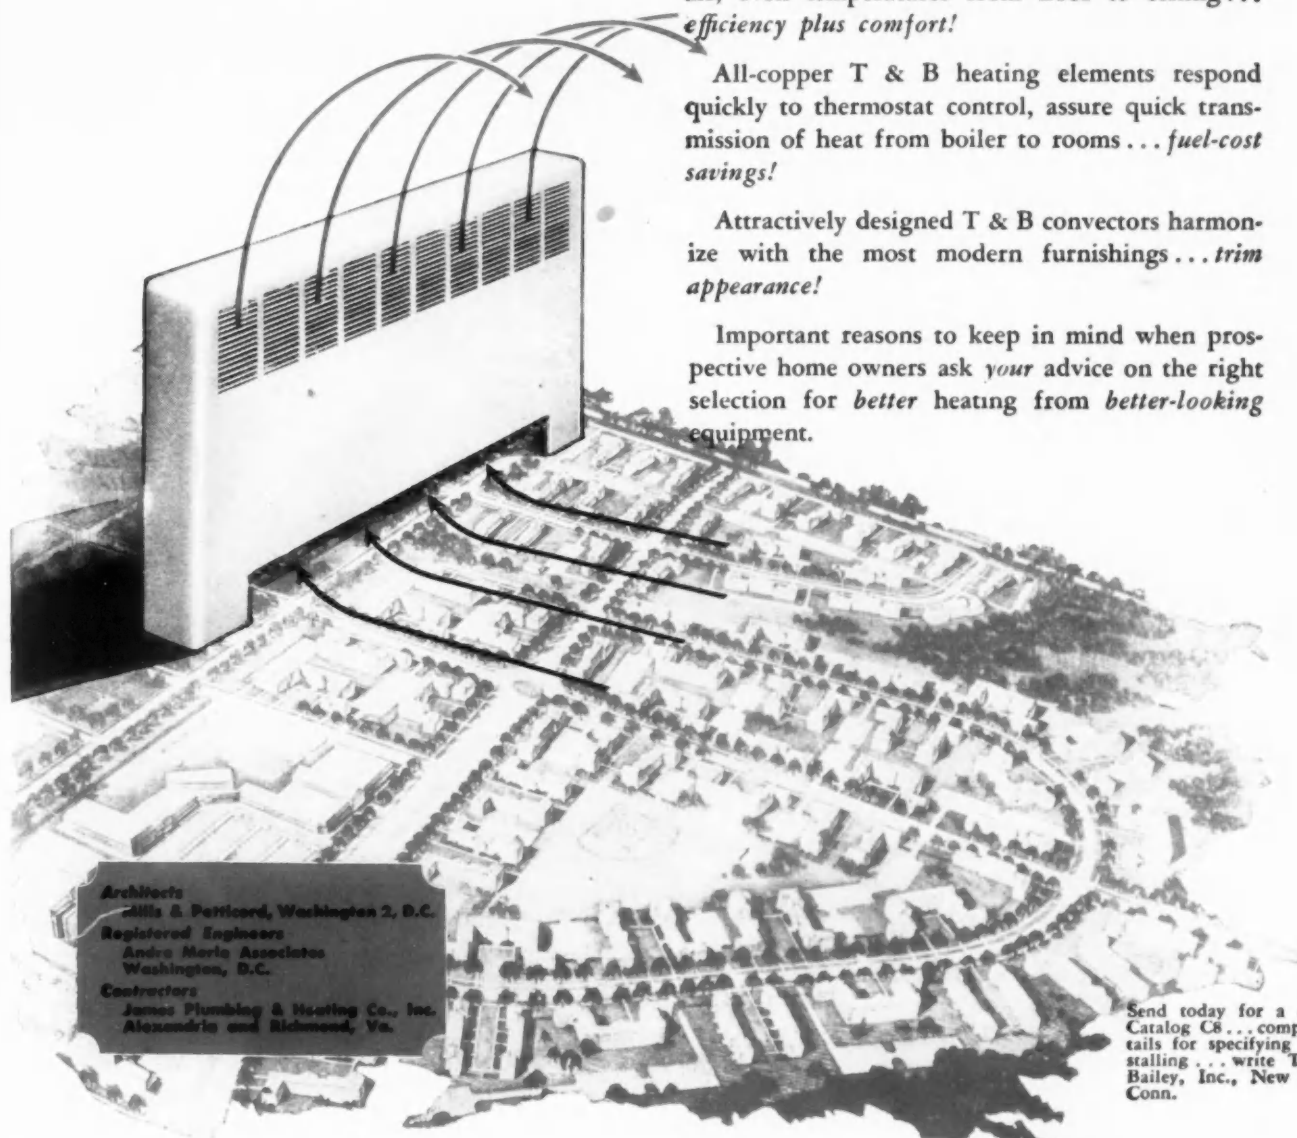 efficiency plus comfort!
All-copper T & B heating elements respond
quickly to thermostat control, assure quick trans-
mission of heat from boiler to rooms . . . fuel-cost
savings!
Attractively designed T & B convectors harmon-
ize with the most modern furnishings . . . trim
appearance!
Important reasons to keep in mind when pros-
pective home owners ask your advice on the right
selection for better heating from better-looking
equipment.
Architects
Mills & Petticord, Washington 2, D.C.
Registered Engineers
Andre Merle Associates
Washington, D.C.
Contractors
James Plumbing & Heating Co., Inc.
Alexandria and Richmond, Va.
Send today for a
Catalog C8 . . . comp
tails for specifying
stalling . . . write T
Bailey, Inc., New
Conn.